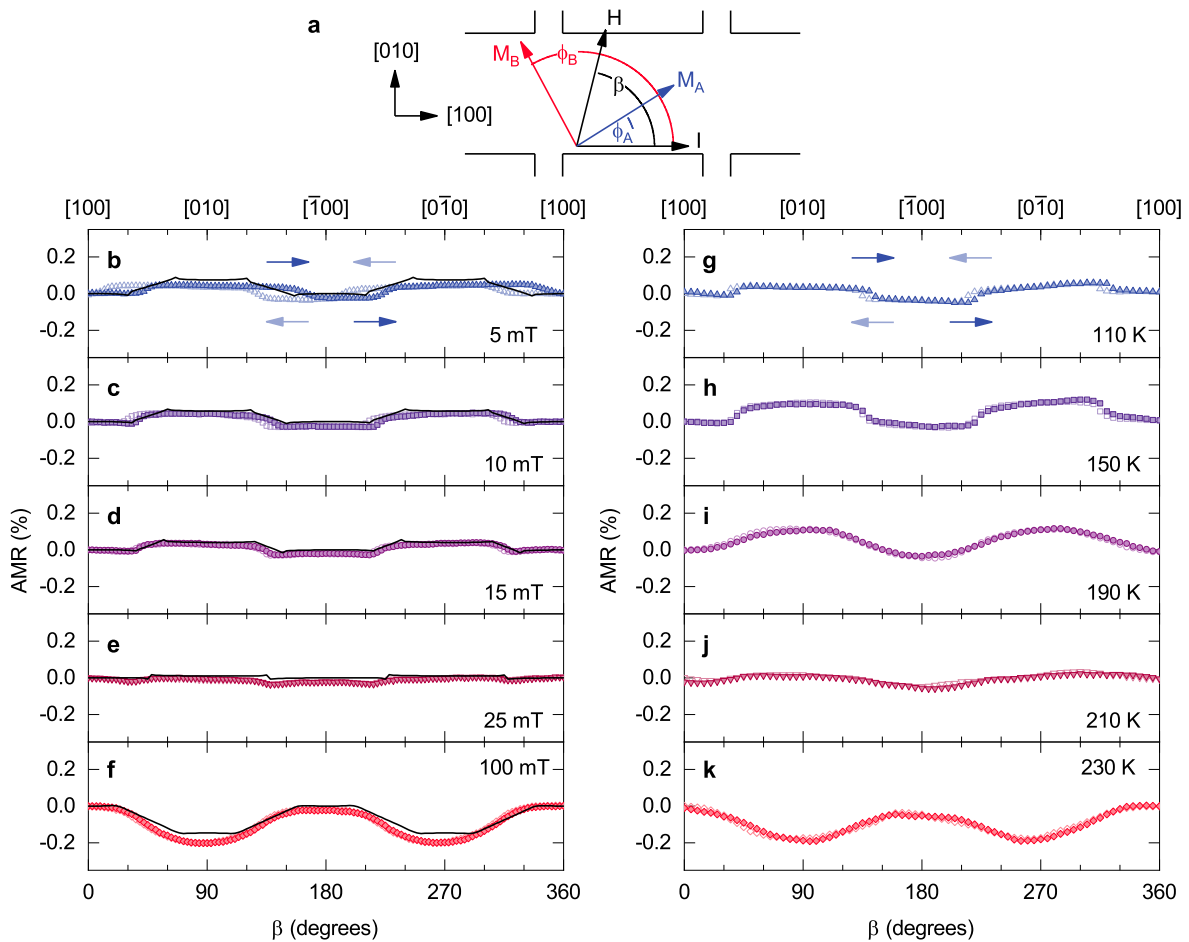 a
[010]
[100]
H
M_B
ϕ_B
β
M_A
ϕ_A
I
[100] [010] [1̄00] [01̄0] [100]
b
0.2
0.0
-0.2
5 mT
c
0.2
0.0
-0.2
10 mT
d
0.2
0.0
-0.2
15 mT
e
0.2
0.0
-0.2
25 mT
f
100 mT
0.2
0.0
-0.2
AMR (%)
0 90 180 270 360
β (degrees)
[100] [010] [1̄00] [01̄0] [100]
g
0.2
0.0
-0.2
110 K
h
0.2
0.0
-0.2
150 K
i
0.2
0.0
-0.2
190 K
j
0.2
0.0
-0.2
210 K
k
230 K
0.2
0.0
-0.2
AMR (%)
0 90 180 270 360
β (degrees)